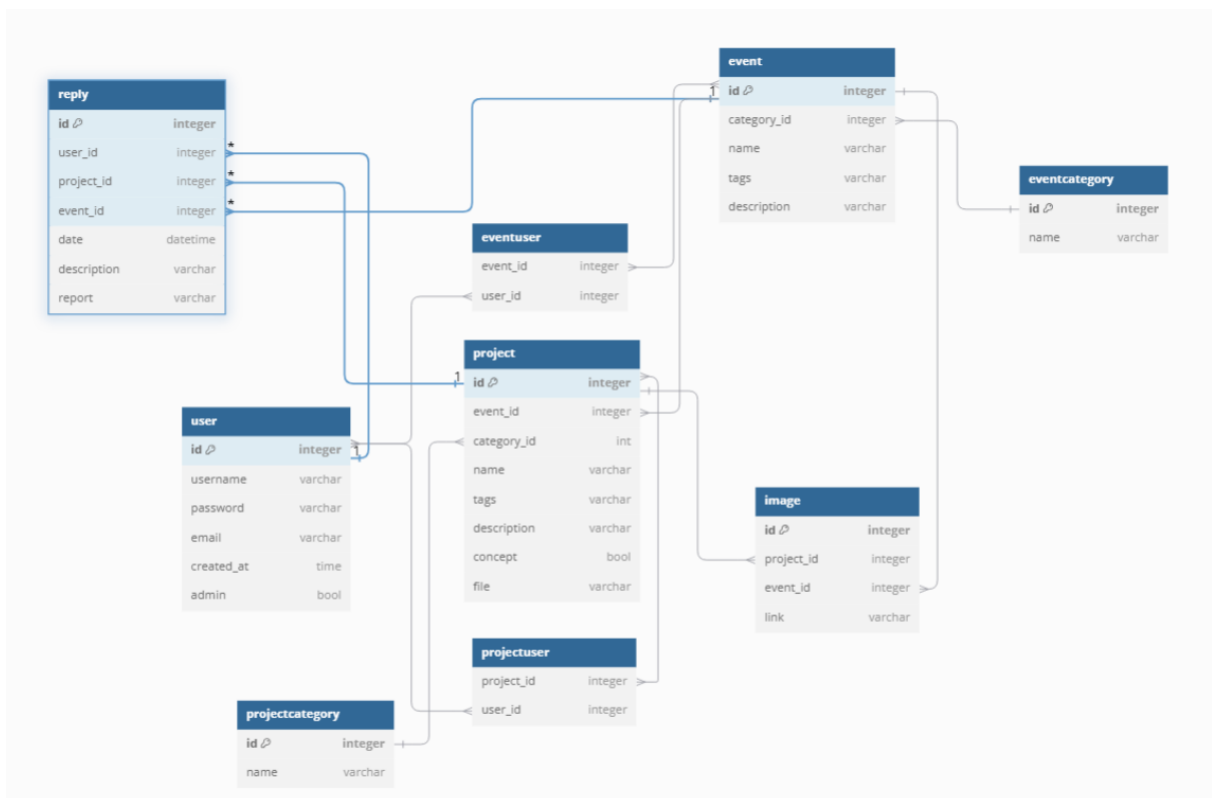 reply
id integer
user_id integer *
project_id integer *
event_id integer *
date datetime
description varchar
report varchar
event
1 id integer
category_id integer
name varchar
tags varchar
description varchar
eventcategory
id integer
name varchar
eventuser
event_id integer
user_id integer
project
1 id integer
event_id integer
category_id int
name varchar
tags varchar
description varchar
concept bool
file varchar
user
id integer 1
username varchar
password varchar
email varchar
created_at time
admin bool
image
id integer
project_id integer
event_id integer
link varchar
projectuser
project_id integer
user_id integer
projectcategory
id integer
name varchar